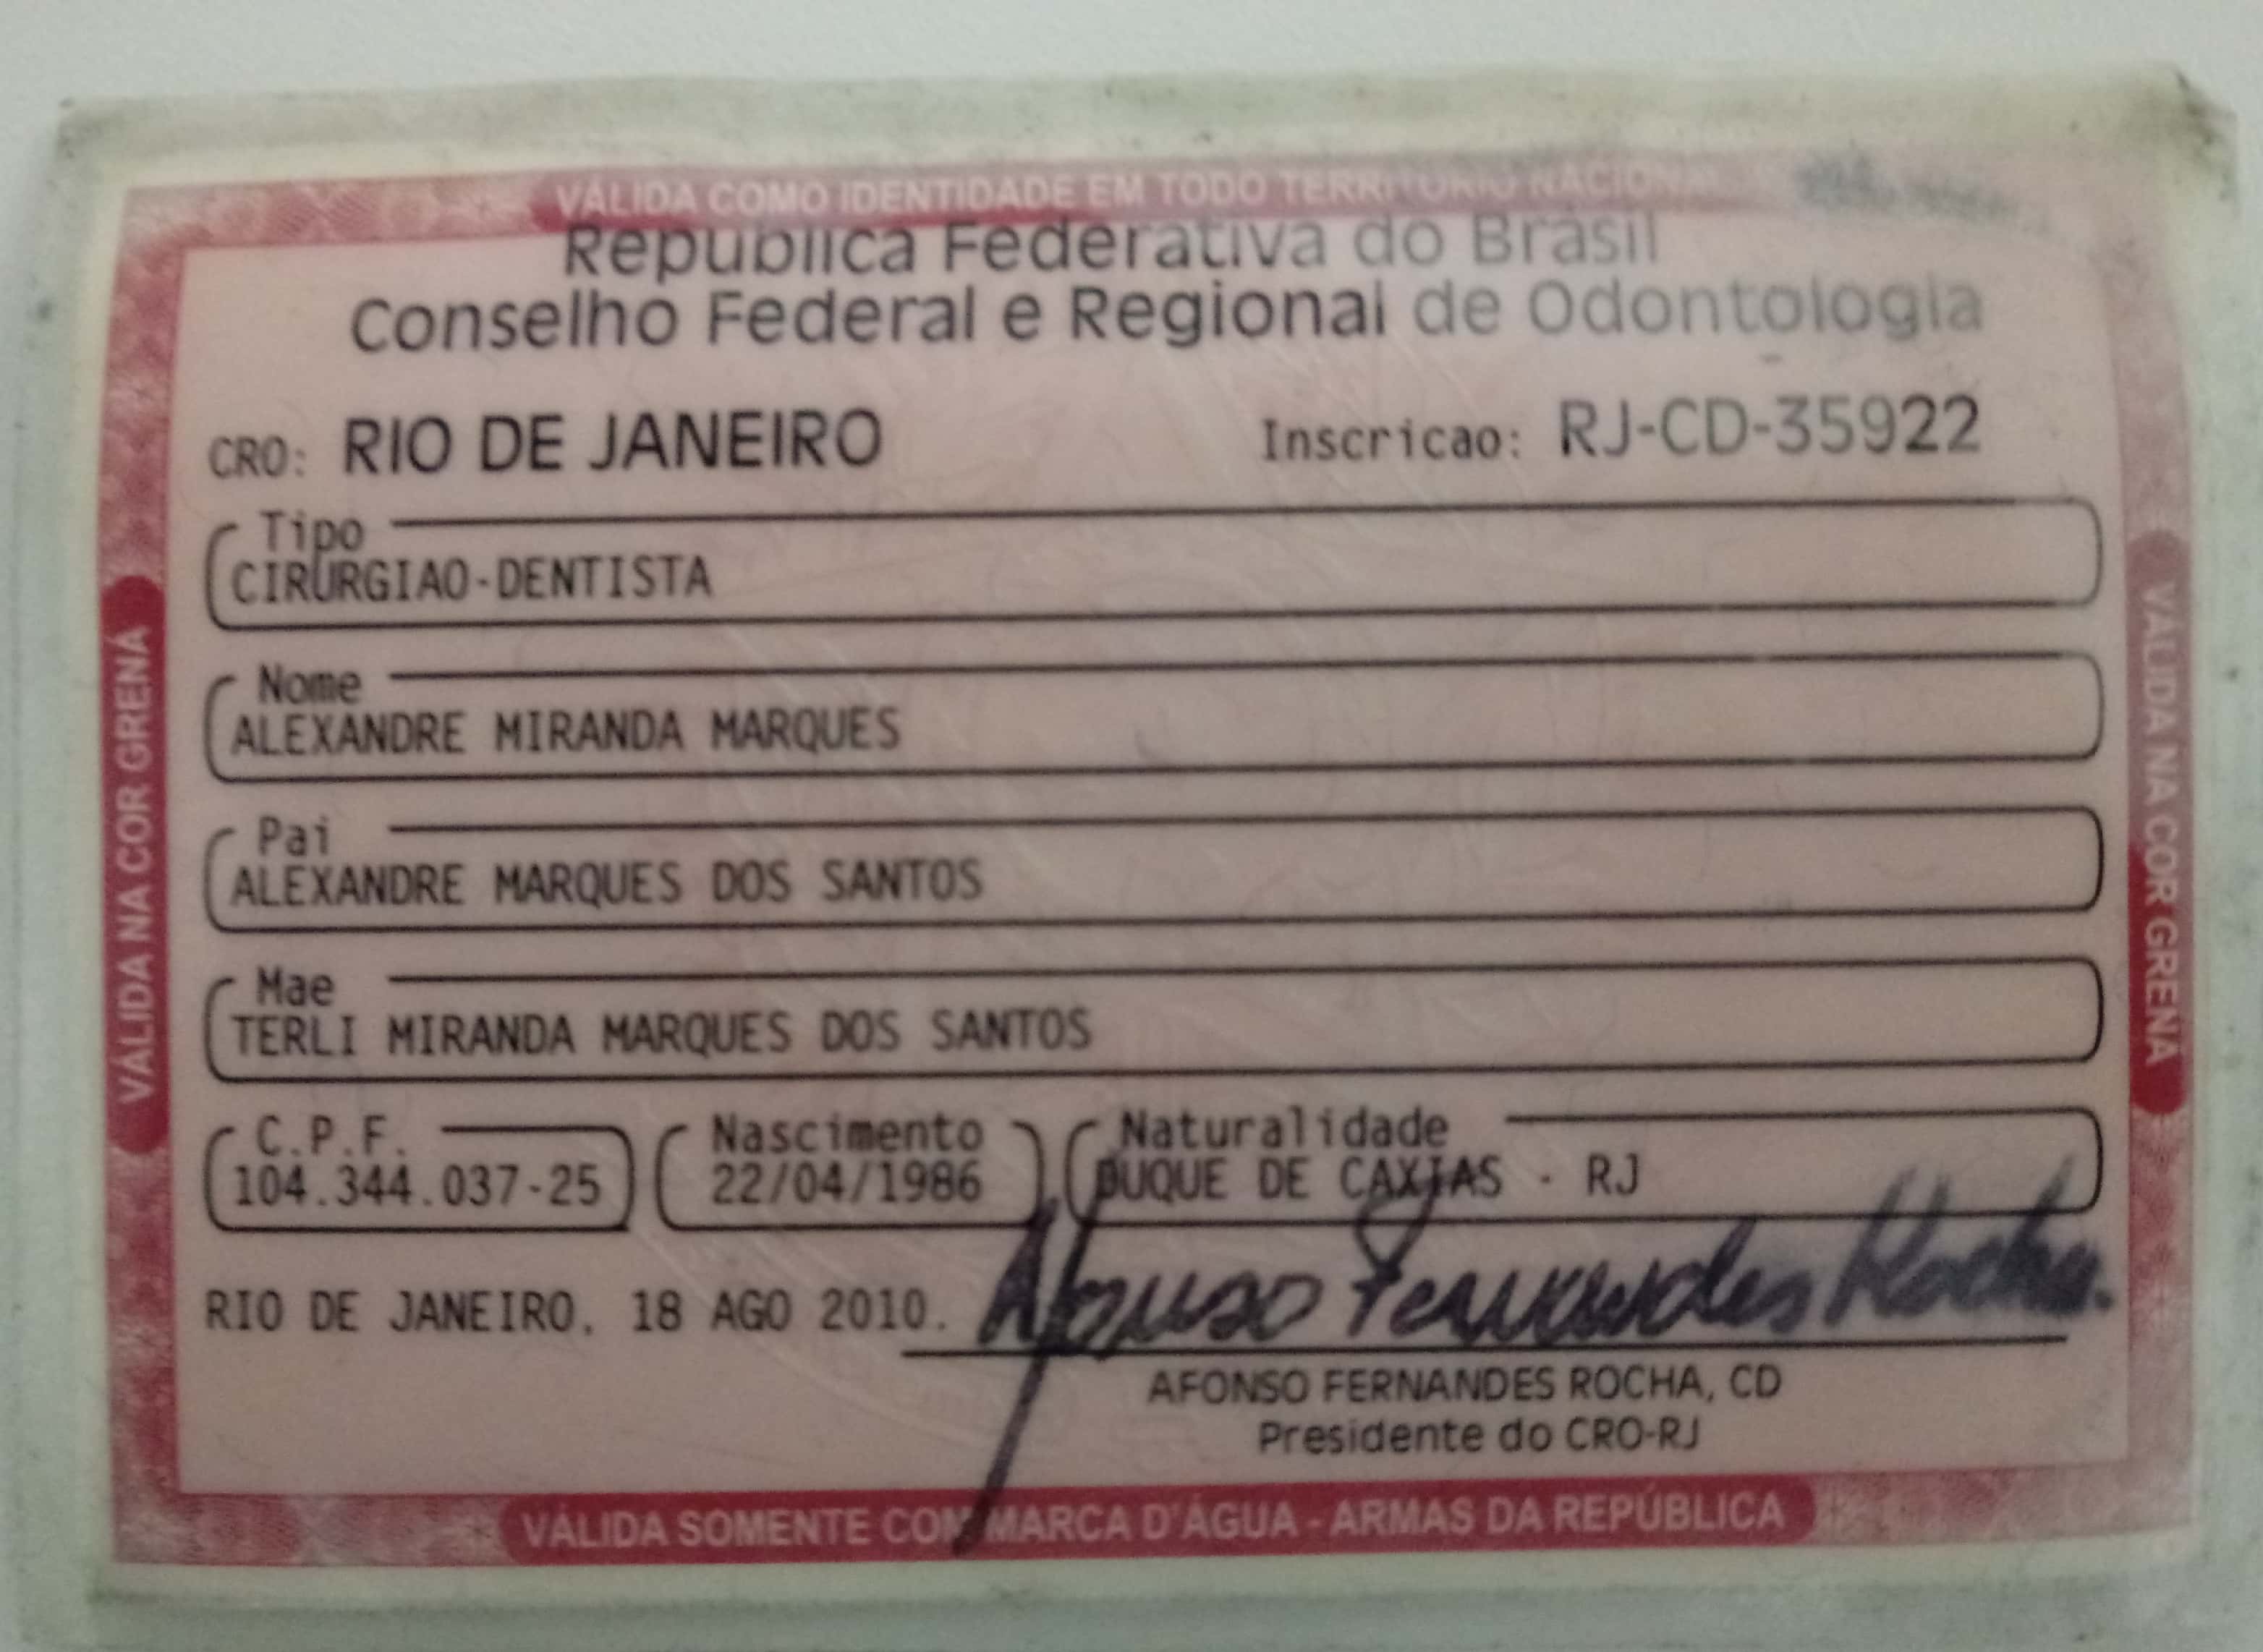 VÁLIDA COMO IDENTIDADE EM TODO TERRITÓRIO NACIONAL
República Federativa do Brasil
Conselho Federal e Regional de Odontologia
CRO: RIO DE JANEIRO Inscricao: RJ-CD-35922
Tipo
CIRURGIAO-DENTISTA
Nome
ALEXANDRE MIRANDA MARQUES
Pai
ALEXANDRE MARQUES DOS SANTOS
Mae
TERLI MIRANDA MARQUES DOS SANTOS
C.P.F. Nascimento Naturalidade
104.344.037-25 22/04/1986 DUQUE DE CAXIAS - RJ
RIO DE JANEIRO, 18 AGO 2010.
Afonso Fernandes Rocha.
AFONSO FERNANDES ROCHA, CD
Presidente do CRO-RJ
VÁLIDA SOMENTE COM MARCA D'ÁGUA - ARMAS DA REPÚBLICA
VÁLIDA NA COR GRENÁ
VÁLIDA NA COR GRENÁ